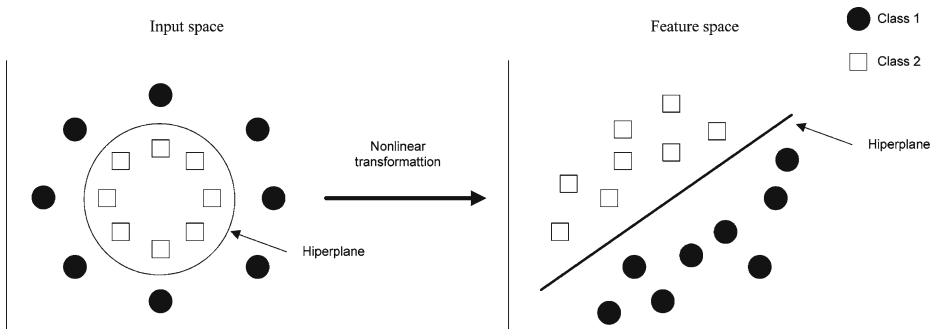 Input space
Feature space
Class 1
Class 2
Nonlinear
transformattion
Hiperplane
Hiperplane